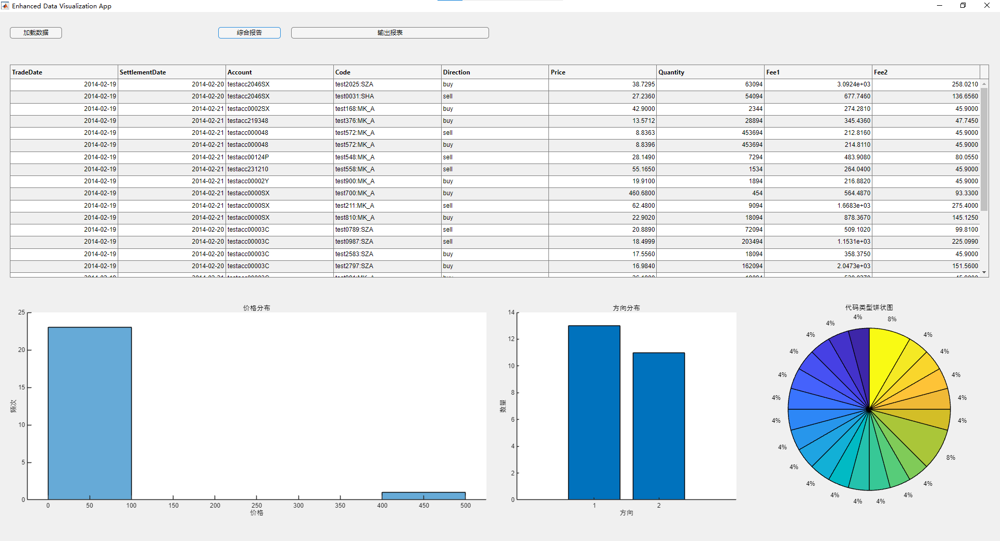 Enhanced Data Visualization App
加载数据 综合报告 输出报表
TradeDate SettlementDate Account Code Direction Price Quantity Fee1 Fee2
2014-02-19 2014-02-20 testacc2046SX test2025:SZA buy 38.7295 63094 3.0924e+03 258.0210
2014-02-19 2014-02-20 testacc2046SX test0031:SHA sell 27.2360 54094 677.7460 136.6560
2014-02-19 2014-02-21 testacc0002SX test168:MK_A buy 42.9000 2344 274.2810 45.9000
2014-02-19 2014-02-21 testacc219348 test376:MK_A buy 13.5712 28894 345.4360 47.7450
2014-02-19 2014-02-21 testacc000048 test572:MK_A sell 8.8363 453694 212.8160 45.9000
2014-02-19 2014-02-21 testacc000048 test572:MK_A buy 8.8396 453694 214.8110 45.9000
2014-02-19 2014-02-21 testacc00124P test548:MK_A sell 28.1490 7294 483.9080 80.0550
2014-02-19 2014-02-21 testacc231210 test558:MK_A sell 55.1650 1534 264.0400 45.9000
2014-02-19 2014-02-21 testacc00002Y test900:MK_A buy 19.9100 1894 216.8820 45.9000
2014-02-19 2014-02-21 testacc0000SX test700:MK_A buy 460.6800 454 564.4870 93.3300
2014-02-19 2014-02-21 testacc0000SX test211:MK_A sell 62.4800 9094 1.6683e+03 275.4000
2014-02-19 2014-02-21 testacc0000SX test810:MK_A buy 22.9020 18094 878.3670 145.1250
2014-02-19 2014-02-20 testacc00003C test0789:SZA sell 20.8890 72094 509.1020 99.8100
2014-02-19 2014-02-20 testacc00003C test0987:SZA sell 18.4999 203494 1.1531e+03 225.0990
2014-02-19 2014-02-20 testacc00003C test2583:SZA buy 17.5560 18094 358.3750 45.9000
2014-02-19 2014-02-20 testacc00003C test2797:SZA buy 16.9840 162094 2.0473e+03 151.5600
价格分布
25
20
15
10
5
0
频次
0 50 100 150 200 250 300 350 400 450 500
价格
方向分布
14
12
10
8
6
4
2
0
数量
1 2
方向
代码类型饼状图
4% 8%
4%
4% 4%
4% 4%
4% 4%
4% 4%
4% 4%
4% 8%
4%
4% 4%
4% 4%
4% 4%